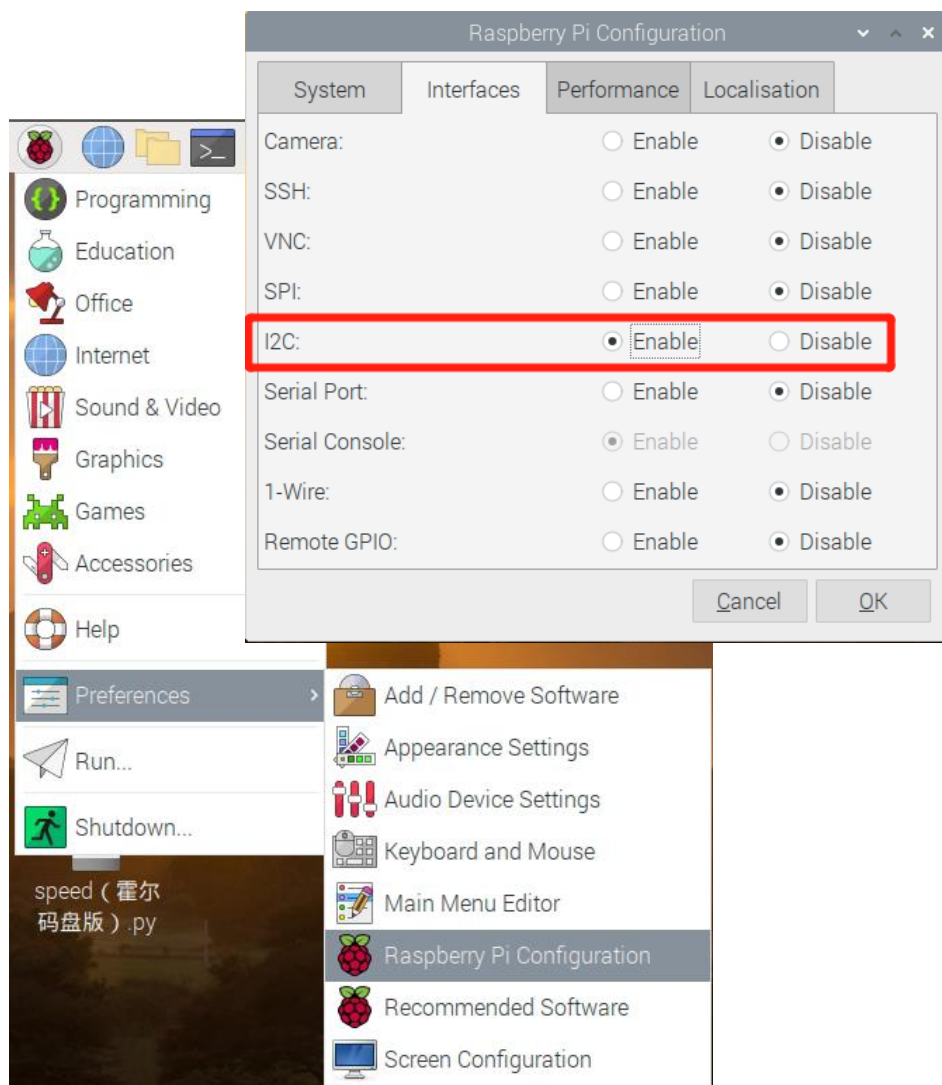 Raspberry Pi Configuration
System Interfaces Performance Localisation
Camera: Enable Disable
SSH: Enable Disable
VNC: Enable Disable
SPI: Enable Disable
I2C: Enable Disable
Serial Port: Enable Disable
Serial Console: Enable Disable
1-Wire: Enable Disable
Remote GPIO: Enable Disable
Cancel OK
>_
Programming
Education
Office
Internet
Sound & Video
Graphics
Games
Accessories
Help
Preferences
Run...
Shutdown...
speed（霍尔
码盘版）.py
Add / Remove Software
Appearance Settings
Audio Device Settings
Keyboard and Mouse
Main Menu Editor
Raspberry Pi Configuration
Recommended Software
Screen Configuration